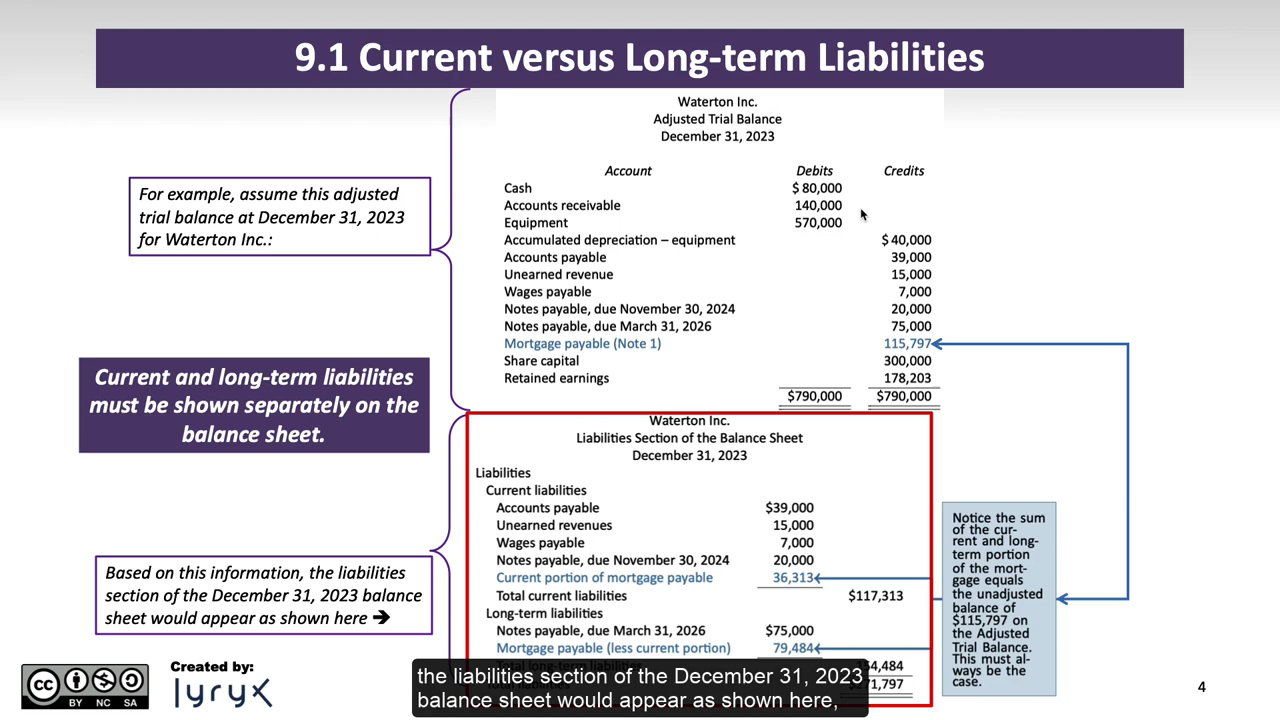 9.1 Current versus Long-term Liabilities
Waterton Inc.
Adjusted Trial Balance
December 31, 2023
Account Debits Credits
Cash $ 80,000
Accounts receivable 140,000
Equipment 570,000
Accumulated depreciation – equipment $ 40,000
Accounts payable 39,000
Unearned revenue 15,000
Wages payable 7,000
Notes payable, due November 30, 2024 20,000
Notes payable, due March 31, 2026 75,000
Mortgage payable (Note 1) 115,797
Share capital 300,000
Retained earnings 178,203
$790,000 $790,000
For example, assume this adjusted
trial balance at December 31, 2023
for Waterton Inc.:
Current and long-term liabilities
must be shown separately on the
balance sheet.
Waterton Inc.
Liabilities Section of the Balance Sheet
December 31, 2023
Liabilities
Current liabilities
Accounts payable $39,000
Unearned revenues 15,000
Wages payable 7,000
Notes payable, due November 30, 2024 20,000
Current portion of mortgage payable 36,313
Total current liabilities $117,313
Long-term liabilities
Notes payable, due March 31, 2026 $75,000
Mortgage payable (less current portion) 79,484
Total long-term liabilities 154,484
Based on this information, the liabilities
section of the December 31, 2023 balance
sheet would appear as shown here ➔
Notice the sum
of the cur-
rent and long-
term portion
of the mort-
gage equals
the unadjusted
balance of
$115,797 on
the Adjusted
Trial Balance.
This must al-
ways be the
case.
the liabilities section of the December 31, 2023
balance sheet would appear as shown here,
cc BY NC SA
Created by:
lyryx
4